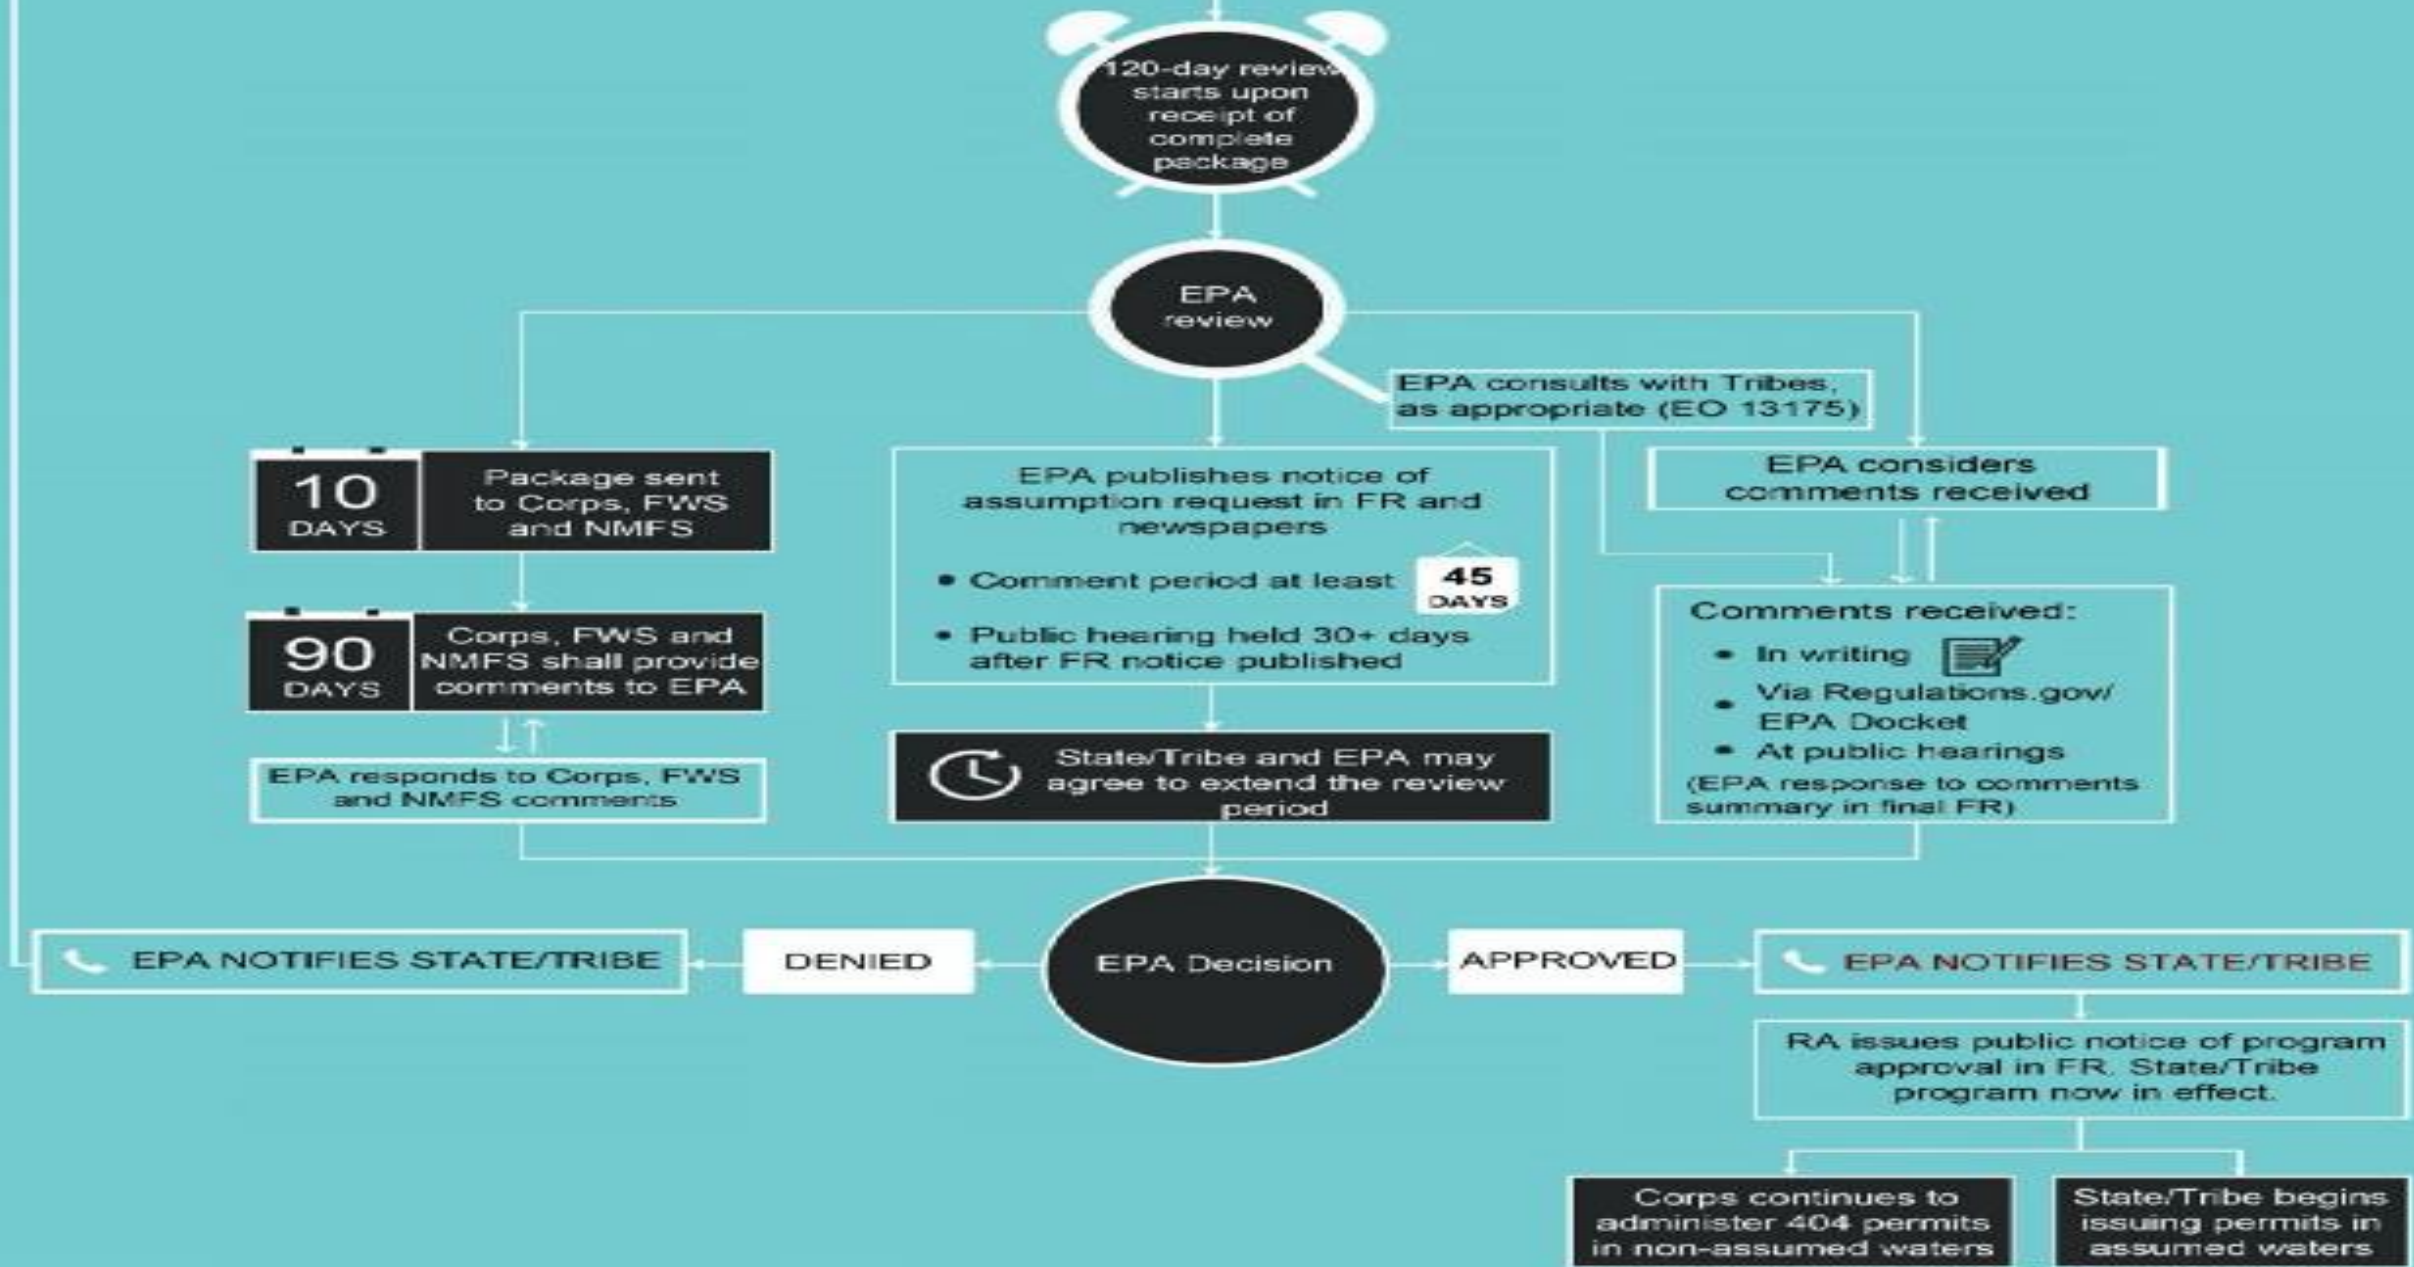 120-day review
starts upon
receipt of
complete
package
EPA
review
EPA consults with Tribes,
as appropriate (EO 13175)
10
DAYS
Package sent
to Corps, FWS
and NMFS
90
DAYS
Corps, FWS and
NMFS shall provide
comments to EPA
EPA responds to Corps, FWS
and NMFS comments
EPA publishes notice of
assumption request in FR and
newspapers
• Comment period at least
45
DAYS
• Public hearing held 30+ days
after FR notice published
State/Tribe and EPA may
agree to extend the review
period
EPA considers
comments received
Comments received:
• In writing
• Via Regulations.gov/
EPA Docket
• At public hearings
(EPA response to comments
summary in final FR)
EPA NOTIFIES STATE/TRIBE
DENIED
EPA Decision
APPROVED
EPA NOTIFIES STATE/TRIBE
RA issues public notice of program
approval in FR. State/Tribe
program now in effect.
Corps continues to
administer 404 permits
in non-assumed waters
State/Tribe begins
issuing permits in
assumed waters